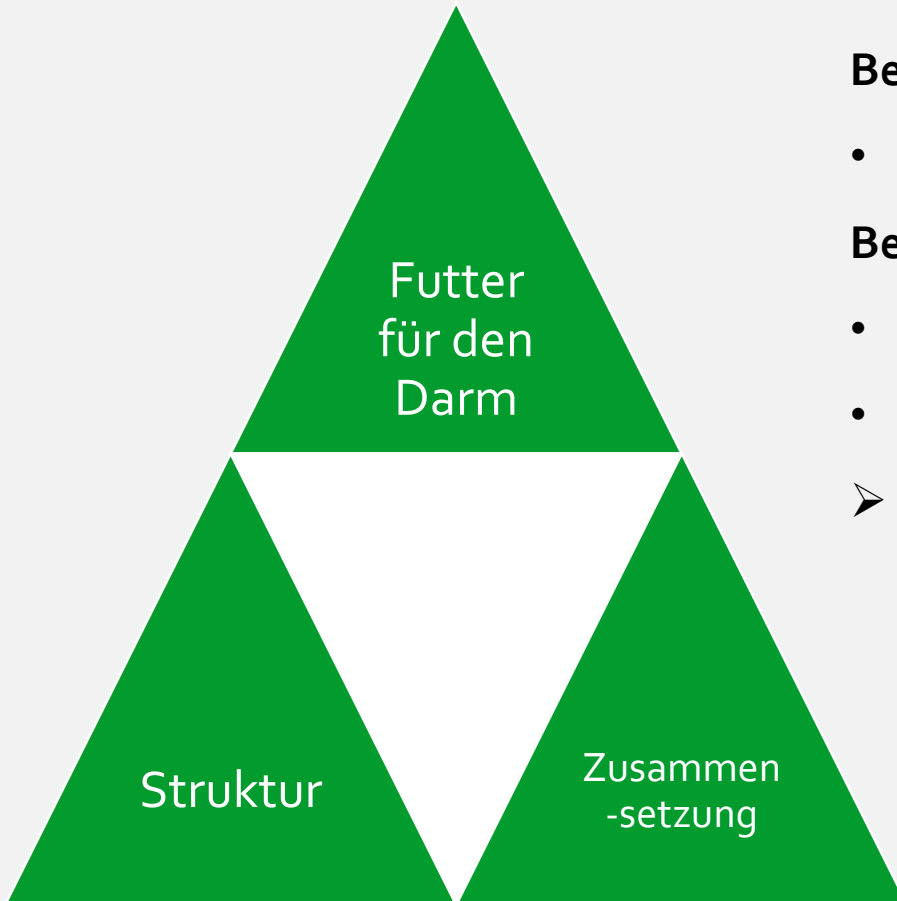 Futter
für den
Darm
Struktur
Zusammen
-setzung
Be
•
Be
•
•
➢